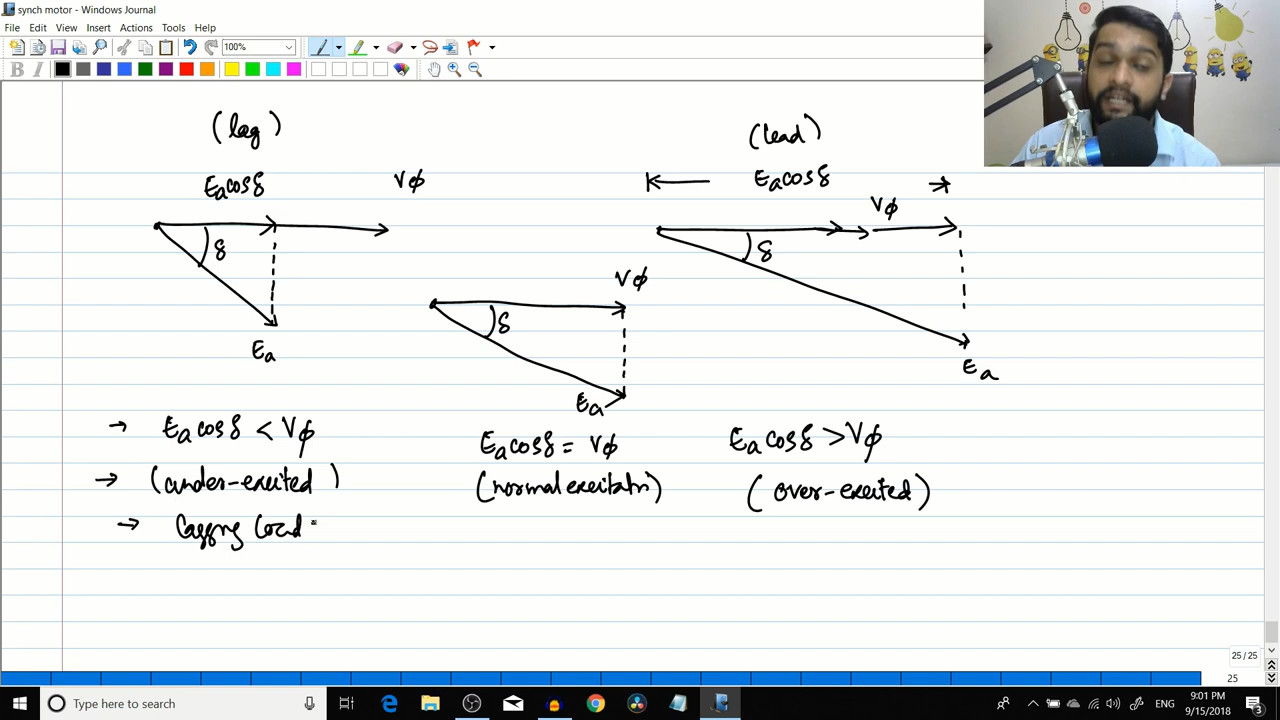 synch motor - Windows Journal
File Edit View Insert Actions Tools Help
100%
B I
(lag)
(lead)
Eₐcosδ
Vφ
Eₐcosδ
Vφ
δ
δ
Vφ
δ
Eₐ
Eₐ
Eₐ
→ Eₐcosδ < Vφ
Eₐcosδ = Vφ
Eₐcosδ > Vφ
→ (under-excited)
(normal excitatn)
(over-excited)
→ lagging load
25 / 25
25
Type here to search
ENG
9:01 PM
9/15/2018
3